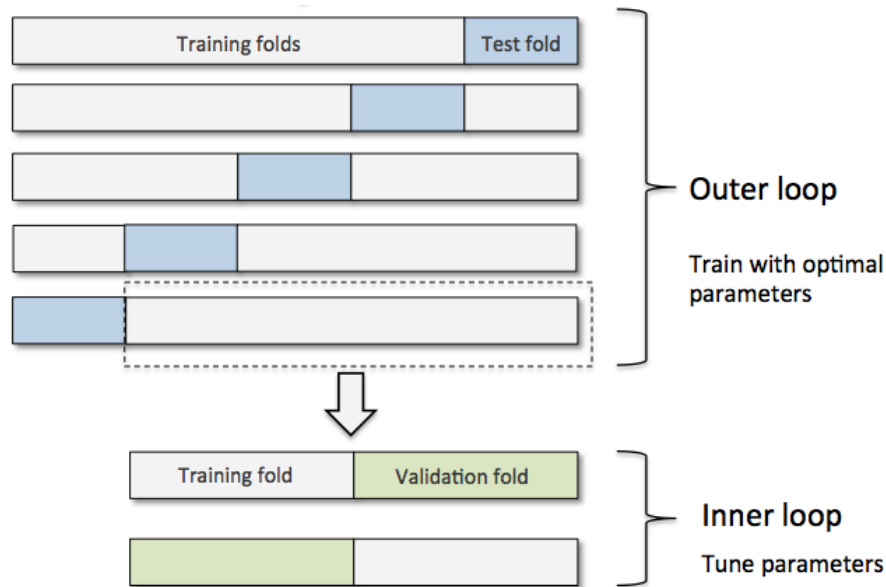 Training folds
Test fold
Outer loop
Train with optimal
parameters
Training fold
Validation fold
Inner loop
Tune parameters